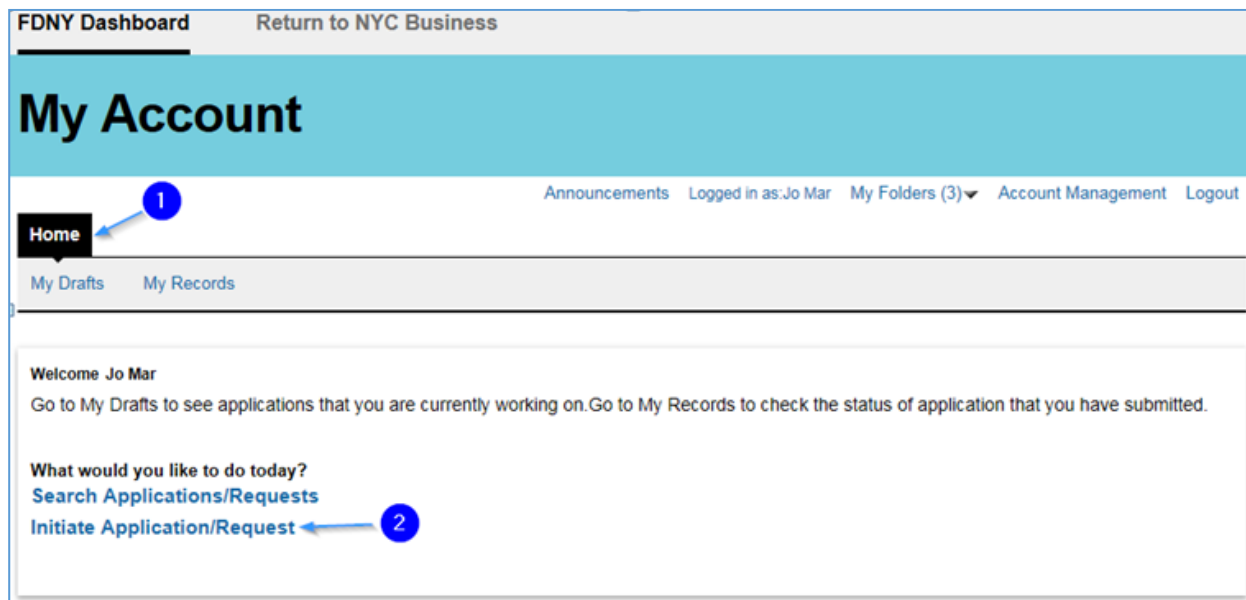 FDNY Dashboard Return to NYC Business
My Account
1
Announcements Logged in as:Jo Mar My Folders (3) Account Management Logout
Home
My Drafts My Records
Welcome Jo Mar
Go to My Drafts to see applications that you are currently working on.Go to My Records to check the status of application that you have submitted.
What would you like to do today?
Search Applications/Requests
Initiate Application/Request 2